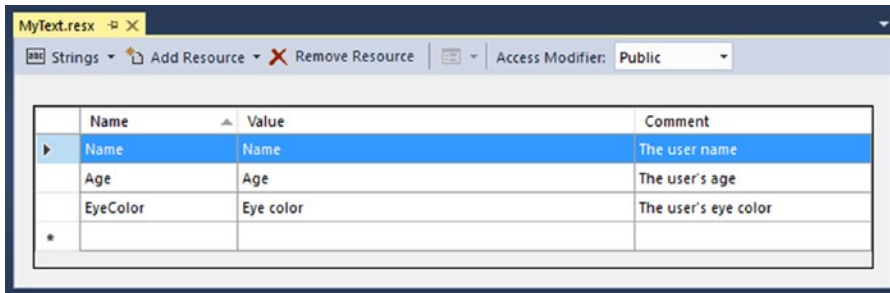 MyText.resx
abc Strings Add Resource Remove Resource Access Modifier: Public
Name Value Comment
Name Name The user name
Age Age The user's age
EyeColor Eye color The user's eye color
*